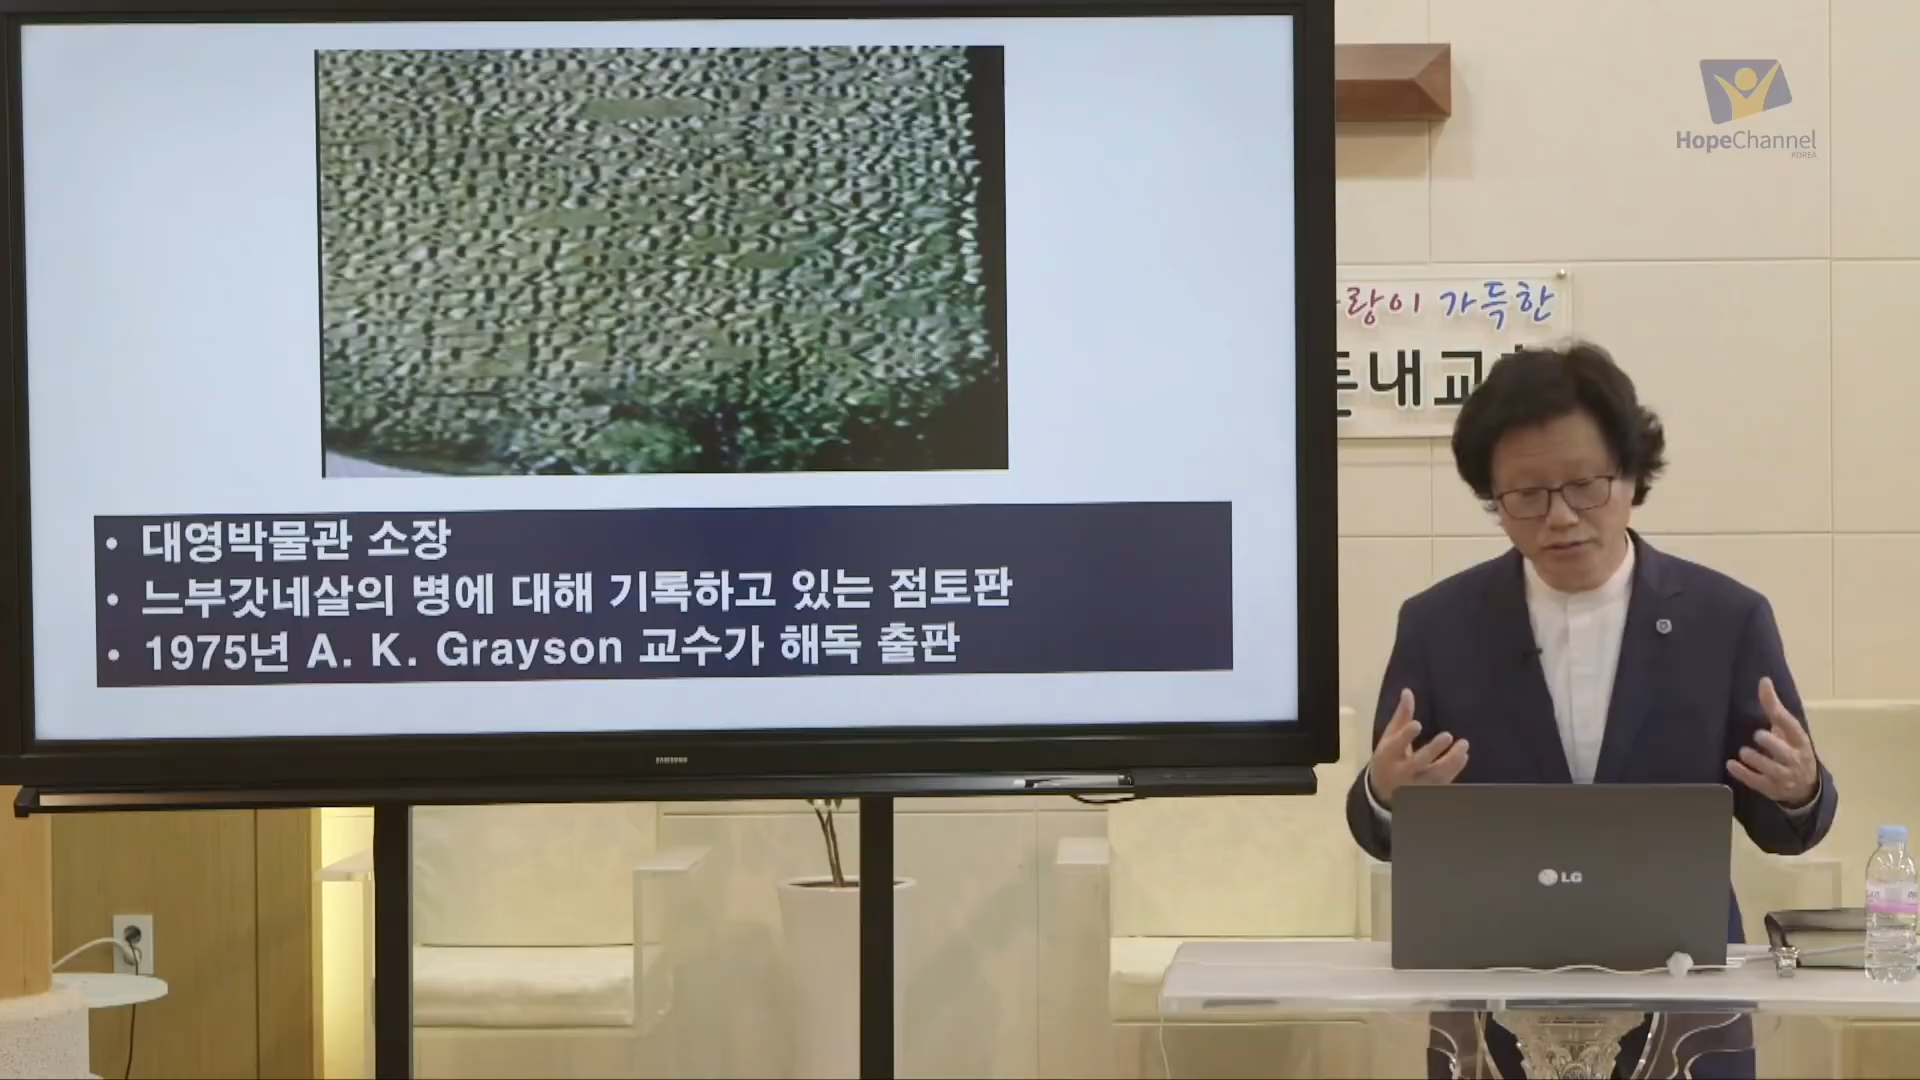 HopeChannel
KOREA
랑이 가득한
내교
• 대영박물관 소장
• 느부갓네살의 병에 대해 기록하고 있는 점토판
• 1975년 A. K. Grayson 교수가 해독 출판
SAMSUNG
LG